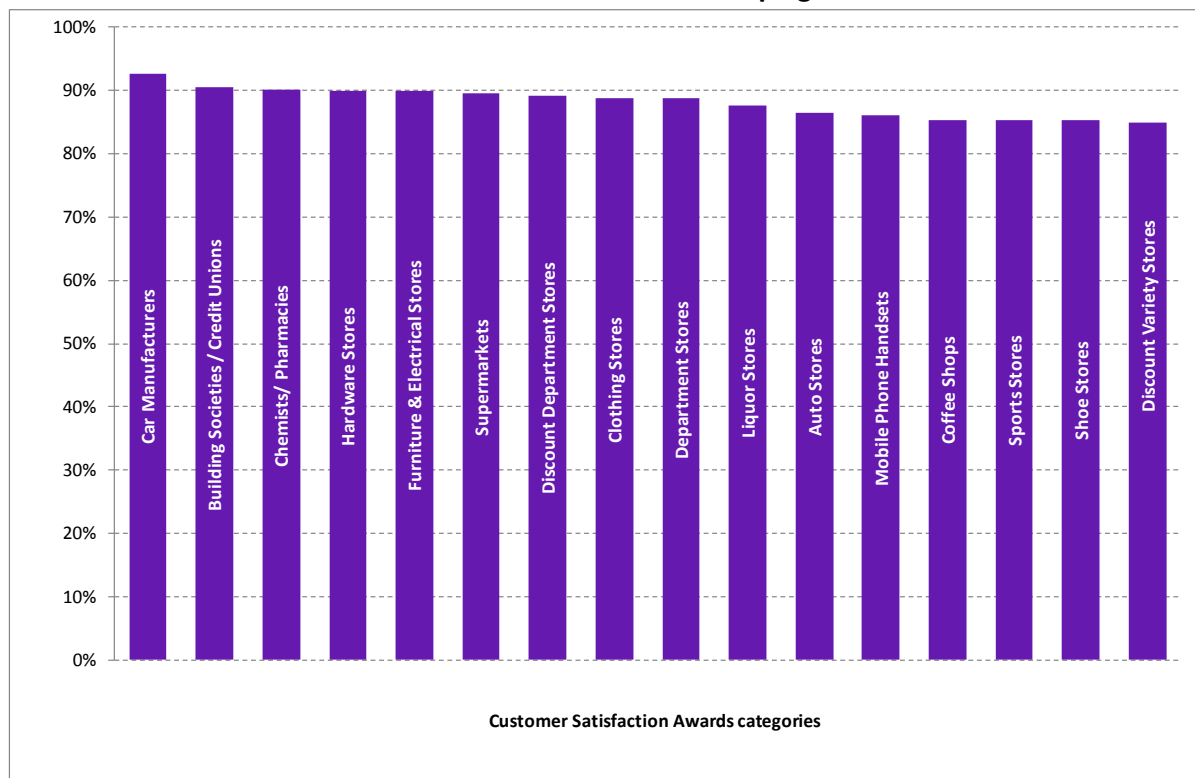 100%
90%
80%
70%
60%
50%
40%
30%
20%
10%
0%
Car Manufacturers
Building Societies / Credit Unions
Chemists/ Pharmacies
Hardware Stores
Furniture & Eletrical Stores
Supermarkets
Discount Department Stores
Clothing Stores
Department Stores
Liquor Stores
Auto Stores
Mobile Phone Handsets
Coffee Shops
Sports Stores
Shoe Stores
Discount Variety Stores
Customer Satisfaction Awards categories